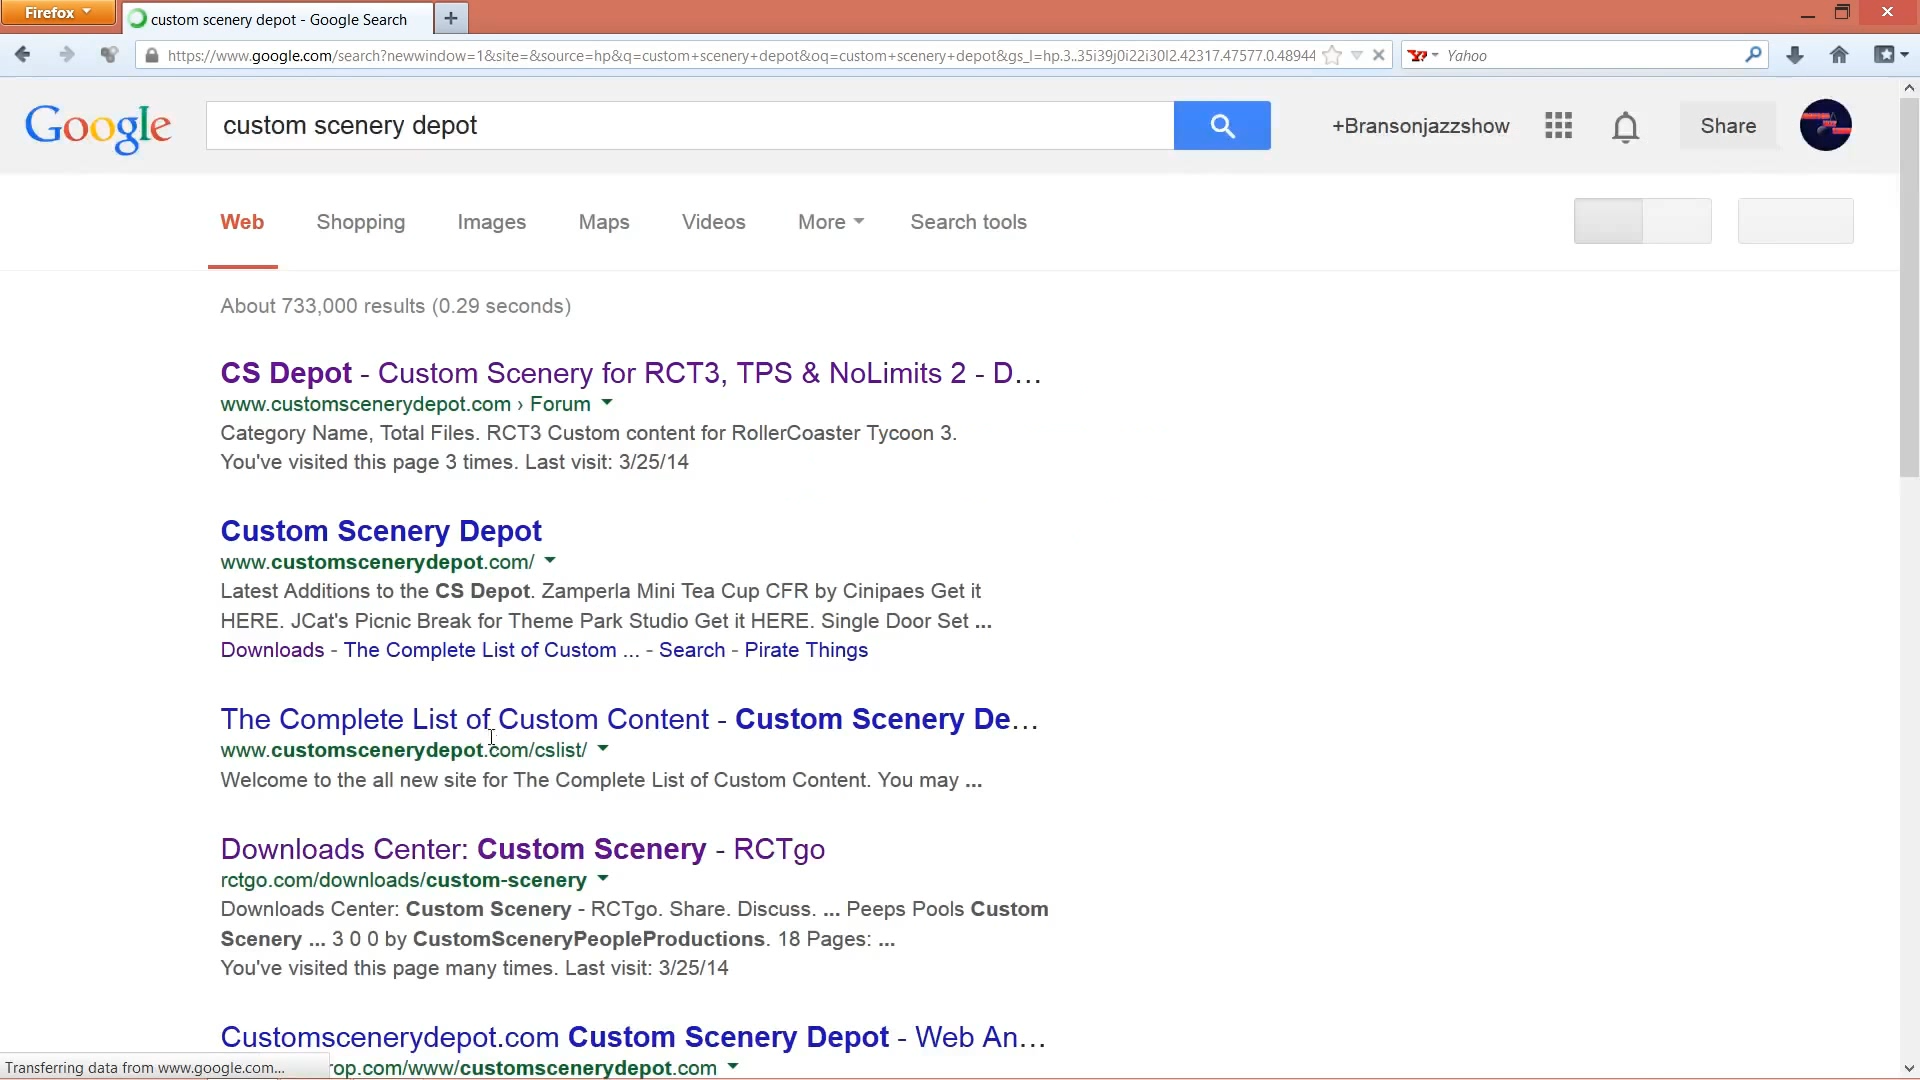 Firefox
custom scenery depot - Google Search
https://www.google.com/search?newwindow=1&site=&source=hp&q=custom+scenery+depot&oq=custom+scenery+depot&gs_l=hp.3..35i39j0i22i30l2.42317.47577.0.48944
Yahoo
Google
custom scenery depot
+Bransonjazzshow
Share
Web Shopping Images Maps Videos More Search tools
About 733,000 results (0.29 seconds)
CS Depot - Custom Scenery for RCT3, TPS & NoLimits 2 - D...
www.customscenerydepot.com › Forum
Category Name, Total Files. RCT3 Custom content for RollerCoaster Tycoon 3.
You've visited this page 3 times. Last visit: 3/25/14
Custom Scenery Depot
www.customscenerydepot.com/
Latest Additions to the CS Depot. Zamperla Mini Tea Cup CFR by Cinipaes Get it
HERE. JCat's Picnic Break for Theme Park Studio Get it HERE. Single Door Set ...
Downloads - The Complete List of Custom ... - Search - Pirate Things
The Complete List of Custom Content - Custom Scenery De...
www.customscenerydepot.com/cslist/
Welcome to the all new site for The Complete List of Custom Content. You may ...
Downloads Center: Custom Scenery - RCTgo
rctgo.com/downloads/custom-scenery
Downloads Center: Custom Scenery - RCTgo. Share. Discuss. ... Peeps Pools Custom
Scenery ... 3 0 0 by CustomSceneryPeopleProductions. 18 Pages: ...
You've visited this page many times. Last visit: 3/25/14
Customscenerydepot.com Custom Scenery Depot - Web An...
Transferring data from www.google.com...
rop.com/www/customscenerydepot.com